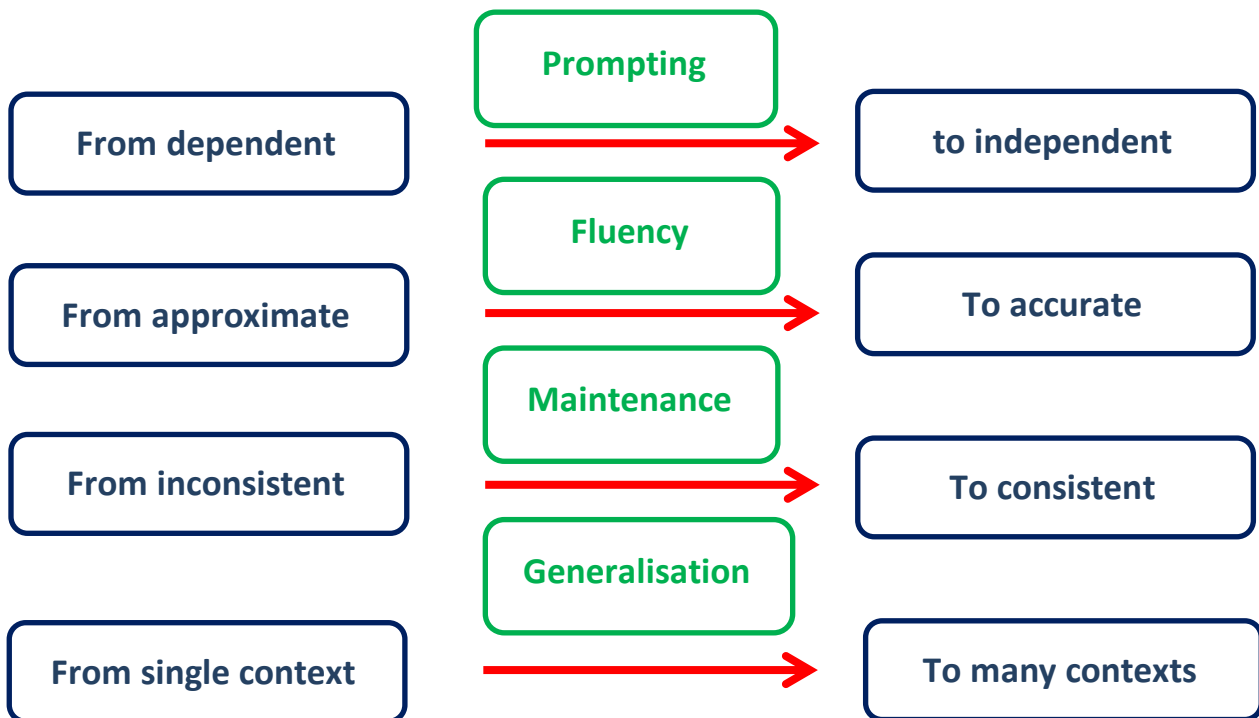 Prompting
From dependent
to independent
Fluency
From approximate
To accurate
Maintenance
From inconsistent
To consistent
Generalisation
From single context
To many contexts